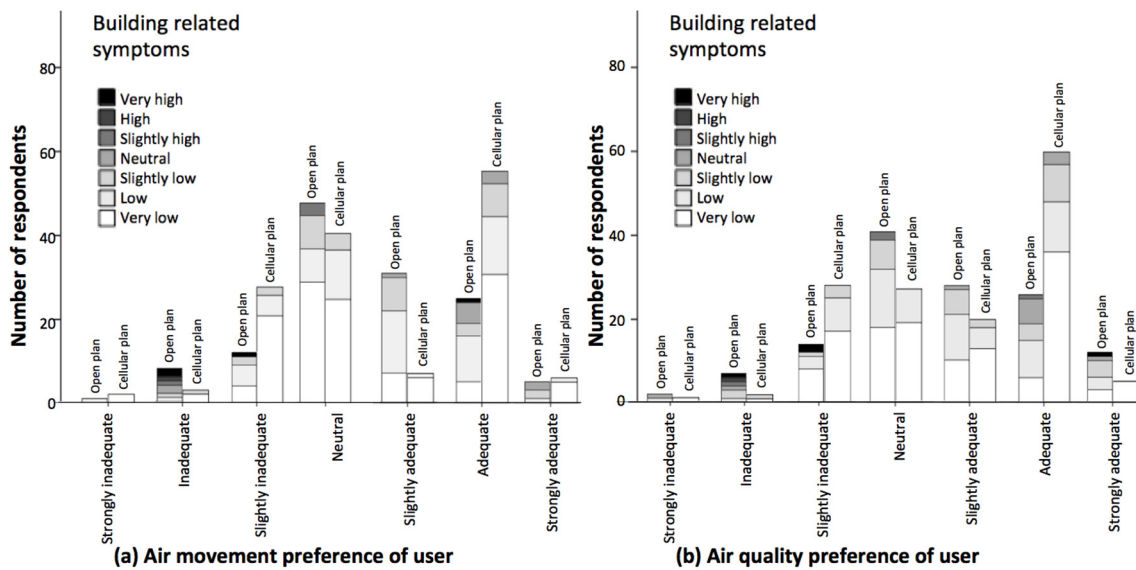 Building related
symptoms
80
60
40
20
0
Number of respondents
Very high
High
Slightly high
Neutral
Slightly low
Low
Very low
Open plan
Cellular plan
Open plan
Cellular plan
Open plan
Cellular plan
Open plan
Cellular plan
Open plan
Cellular plan
Open plan
Cellular plan
Open plan
Cellular plan
Strongly inadequate
Inadequate
Slightly inadequate
Neutral
Slightly adequate
Adequate
Strongly adequate
(a) Air movement preference of user
Building related
symptoms
80
60
40
20
0
Number of respondents
Very high
High
Slightly high
Neutral
Slightly low
Low
Very low
Open plan
Cellular plan
Open plan
Cellular plan
Open plan
Cellular plan
Open plan
Cellular plan
Open plan
Cellular plan
Open plan
Cellular plan
Open plan
Cellular plan
Strongly inadequate
Inadequate
Slightly inadequate
Neutral
Slightly adequate
Adequate
Strongly adequate
(b) Air quality preference of user